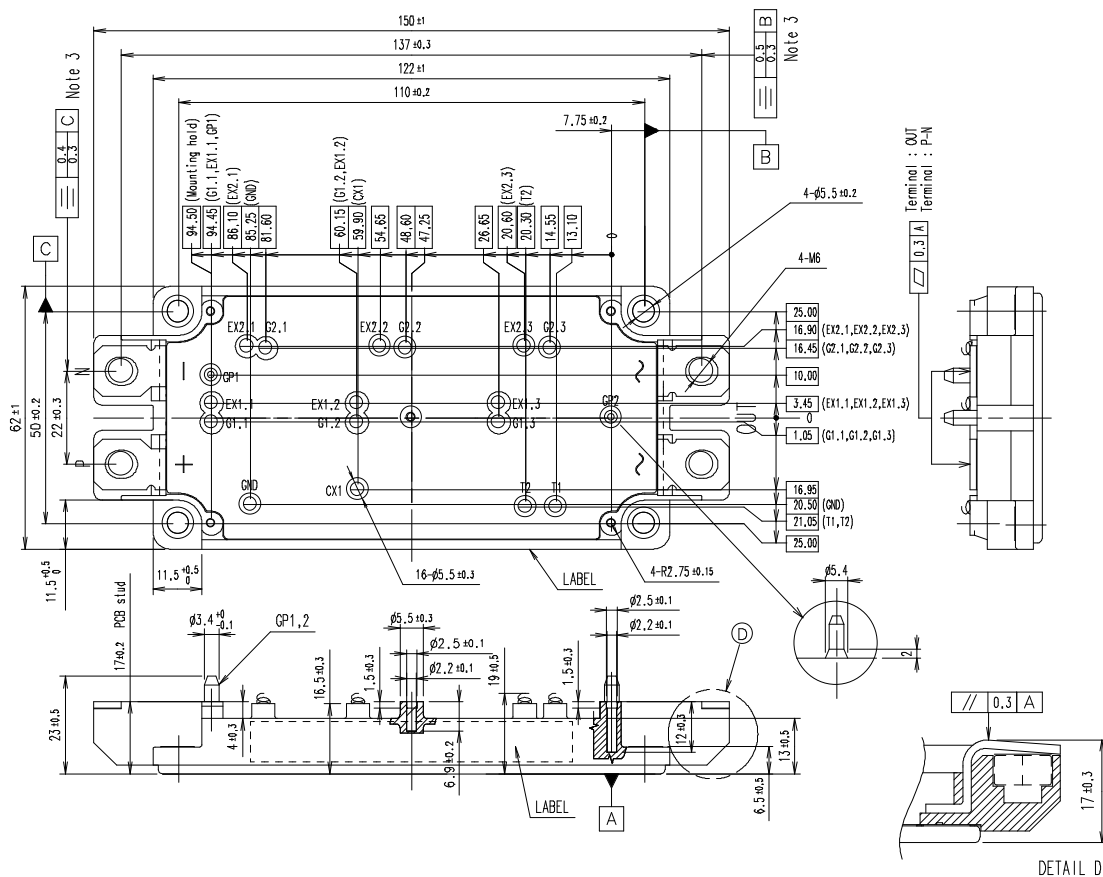 150 ±1
137 ±0.3
122 ±1
110 ±0.2
7.75 ±0.2
0.5
0.3
B
Note 3
B
0.4
0.3
C
Note 3
C
94.50 (Mounting hold)
94.45 (G1.1,EX1.1,GP1)
86.10 (EX2.1)
85.25 (GND)
81.60
60.15 (G1.2,EX1.2)
59.90 (CX1)
54.65
48.60
47.25
26.65
20.60 (EX2.3)
20.30 (T2)
14.55
13.10
0
4-ø5.5 ±0.2
4-M6
Terminal : OUT
Terminal : P-N
0.3 A
EX2.1
G2.1
EX2.2
G2.2
EX2.3
G2.3
25.00
16.90 (EX2.1,EX2.2,EX2.3)
16.45 (G2.1,G2.2,G2.3)
10.00
3.45 (EX1.1,EX1.2,EX1.3)
0
1.05 (G1.1,G1.2,G1.3)
16.95
20.50 (GND)
21.05 (T1,T2)
25.00
62 ±1
50 ±0.2
22 ±0.3
N
P
−
+
~
~
OUT
GP1
EX1.1
G1.1
EX1.2
G1.2
EX1.3
G1.3
GP2
GND
CX1
T2
T1
11.5 +0.5 0
11.5 +0.5 0
16-ø5.5 ±0.3
LABEL
4-R2.75 ±0.15
ø5.4
2
17±0.2 PCB stud
23±0.5
ø3.4 +0 -0.1
GP1,2
4 ±0.3
16.5 ±0.3
1.5 ±0.3
ø5.5 ±0.3
ø2.5 ±0.1
ø2.2 ±0.1
6.9 ±0.2
19 ±0.5
1.5 ±0.3
ø2.5 ±0.1
ø2.2 ±0.1
D
12 ±0.3
13 ±0.5
6.5 ±0.5
LABEL
A
// 0.3 A
17 ±0.3
DETAIL D